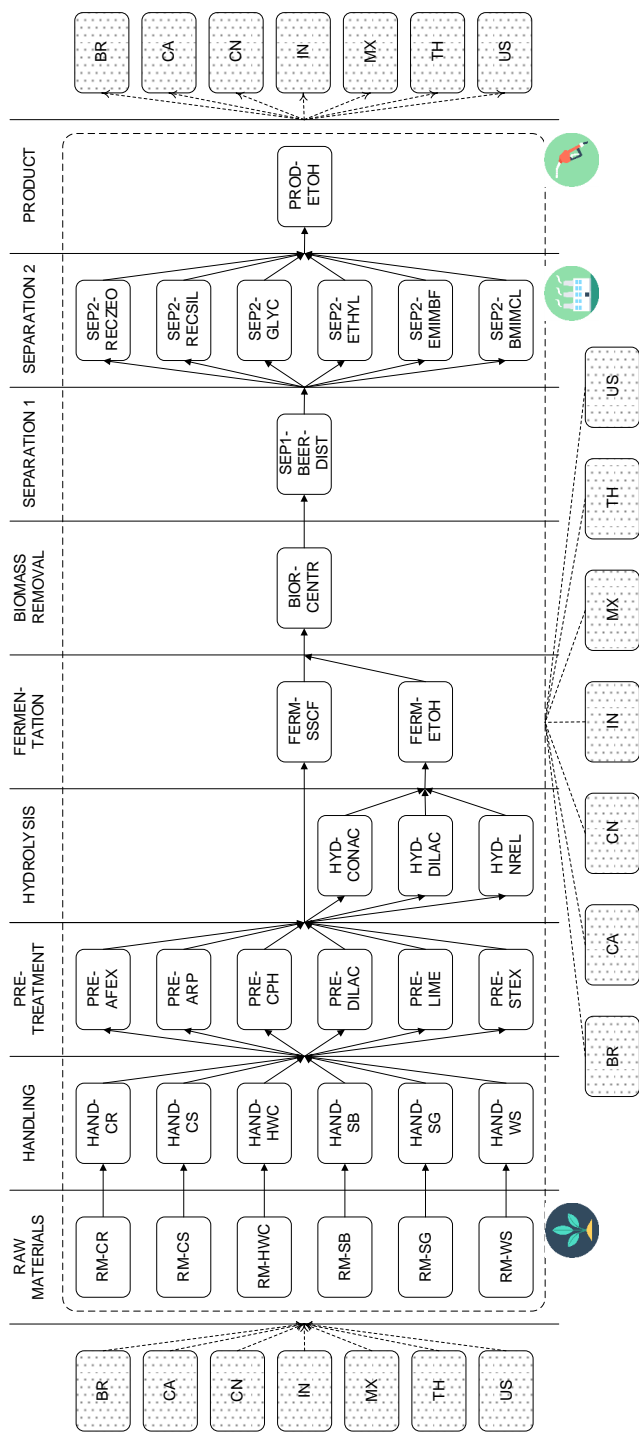 BR
CA
CN
IN
MX
TH
US
RAW
MATERIALS
RM-CR
RM-CS
RM-HWC
RM-SB
RM-SG
RM-WS
HANDLING
HAND-
CR
HAND-
CS
HAND-
HWC
HAND-
SB
HAND-
SG
HAND-
WS
PRE-
TREATMENT
PRE-
AFEX
PRE-
ARP
PRE-
CPH
PRE-
DILAC
PRE-
LIME
PRE-
STEX
HYDROLYSIS
HYD-
CONAC
HYD-
DILAC
HYD-
NREL
FERMEN-
TATION
FERM-
SSCF
FERM-
ETOH
BIOMASS
REMOVAL
BIOR-
CENTR
SEPARATION 1
SEP1-
BEER-
DIST
SEPARATION 2
SEP2-
RECZEO
SEP2-
RECSIL
SEP2-
GLYC
SEP2-
ETHYL
SEP2-
EMIMBF
SEP2-
BMIMCL
PRODUCT
PROD-
ETOH
BR
CA
CN
IN
MX
TH
US
BR
CA
CN
IN
MX
TH
US